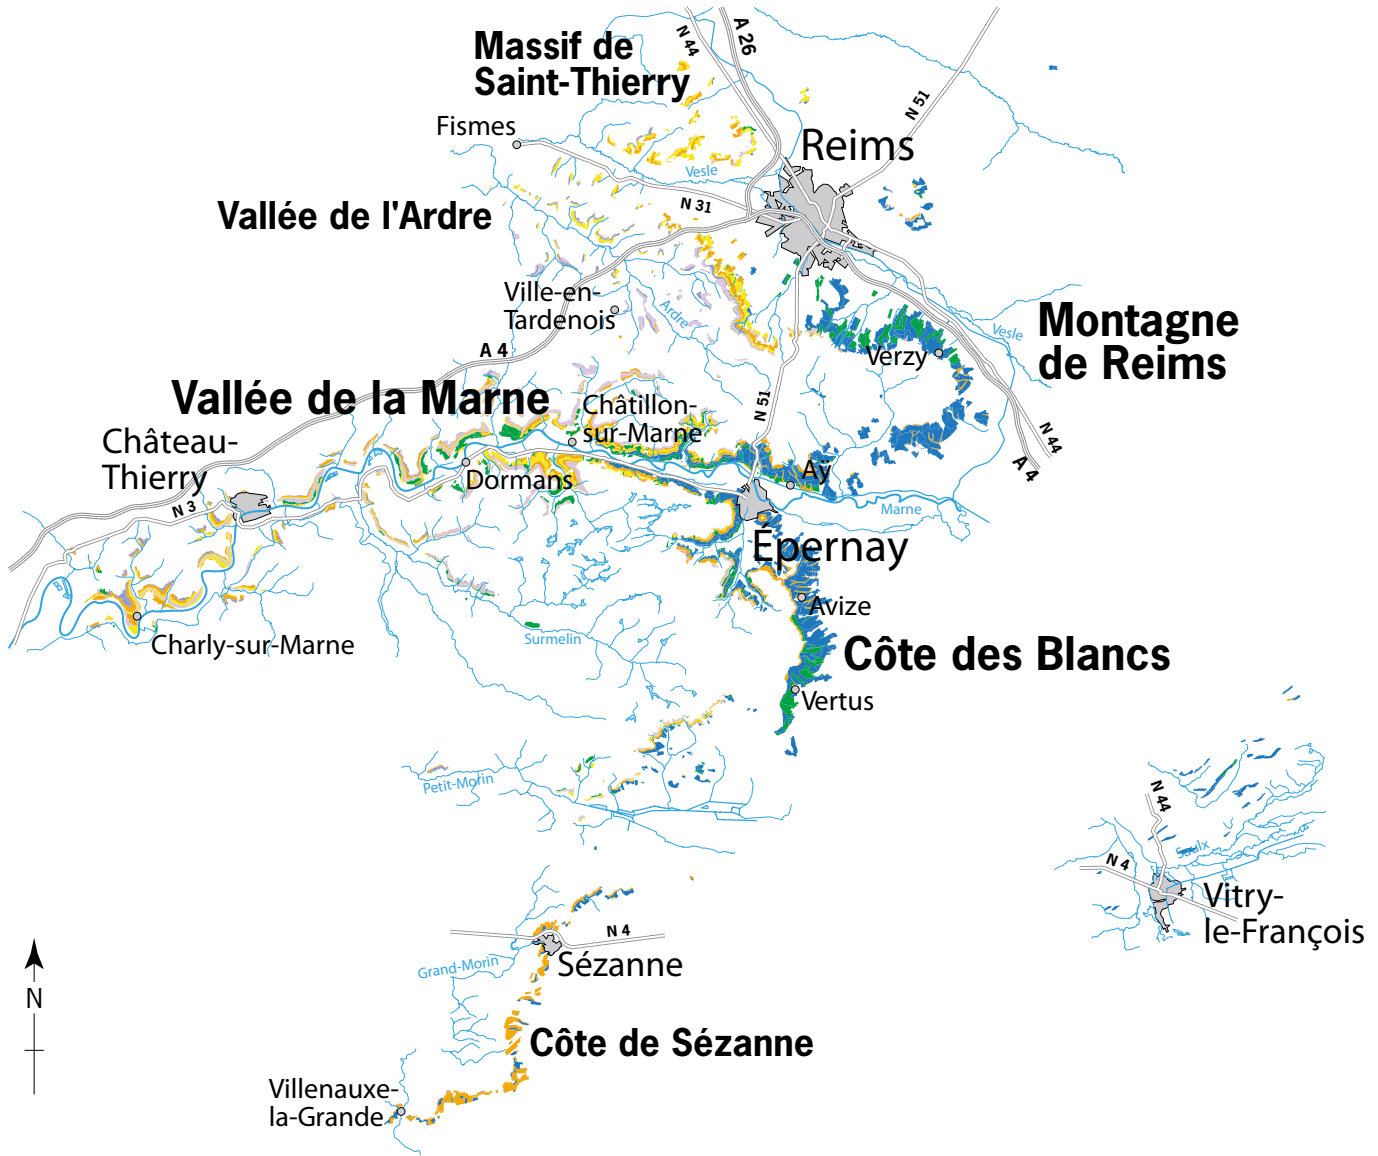 N 44
A 26
Massif de
Saint-Thierry
N 51
Fismes
Reims
Vesle
N 31
Vallée de l'Ardre
Ville-en-
Tardenois
Ardre
Montagne
de Reims
Vesle
Verzy
A 4
N 51
Vallée de la Marne
Châtillon-
sur-Marne
Château-
Thierry
N 44
A 4
Dormans
Aÿ
N 3
Marne
Épernay
Avize
Charly-sur-Marne
Surmelin
Côte des Blancs
Vertus
Petit-Morin
N 44
Saulx
N 4
Vitry-
le-François
N 4
N
Grand-Morin
Sézanne
Côte de Sézanne
Villenauxe-
la-Grande